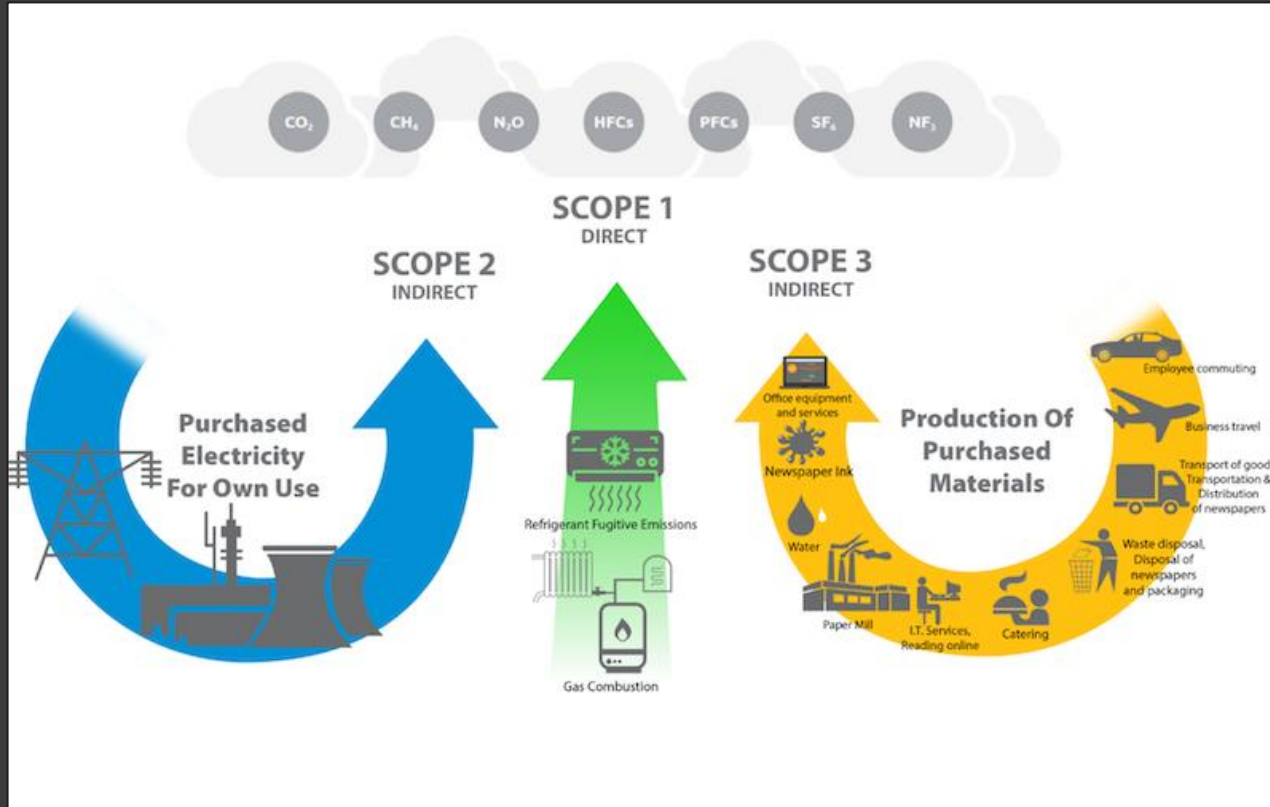 CO₂ CH₄ N₂O HFCs PFCs SF₆ NF₃
SCOPE 1
DIRECT
SCOPE 2
INDIRECT
SCOPE 3
INDIRECT
Purchased
Electricity
For Own Use
Refrigerant Fugitive Emissions
Gas Combustion
Production Of
Purchased
Materials
Office equipment
and services
Newspaper Ink
Water
Paper Mill
I.T. Services,
Reading online
Catering
Waste disposal,
Disposal of
newspapers
and packaging
Transport of good
Transportation &
Distribution
of newspapers
Business travel
Employee commuting